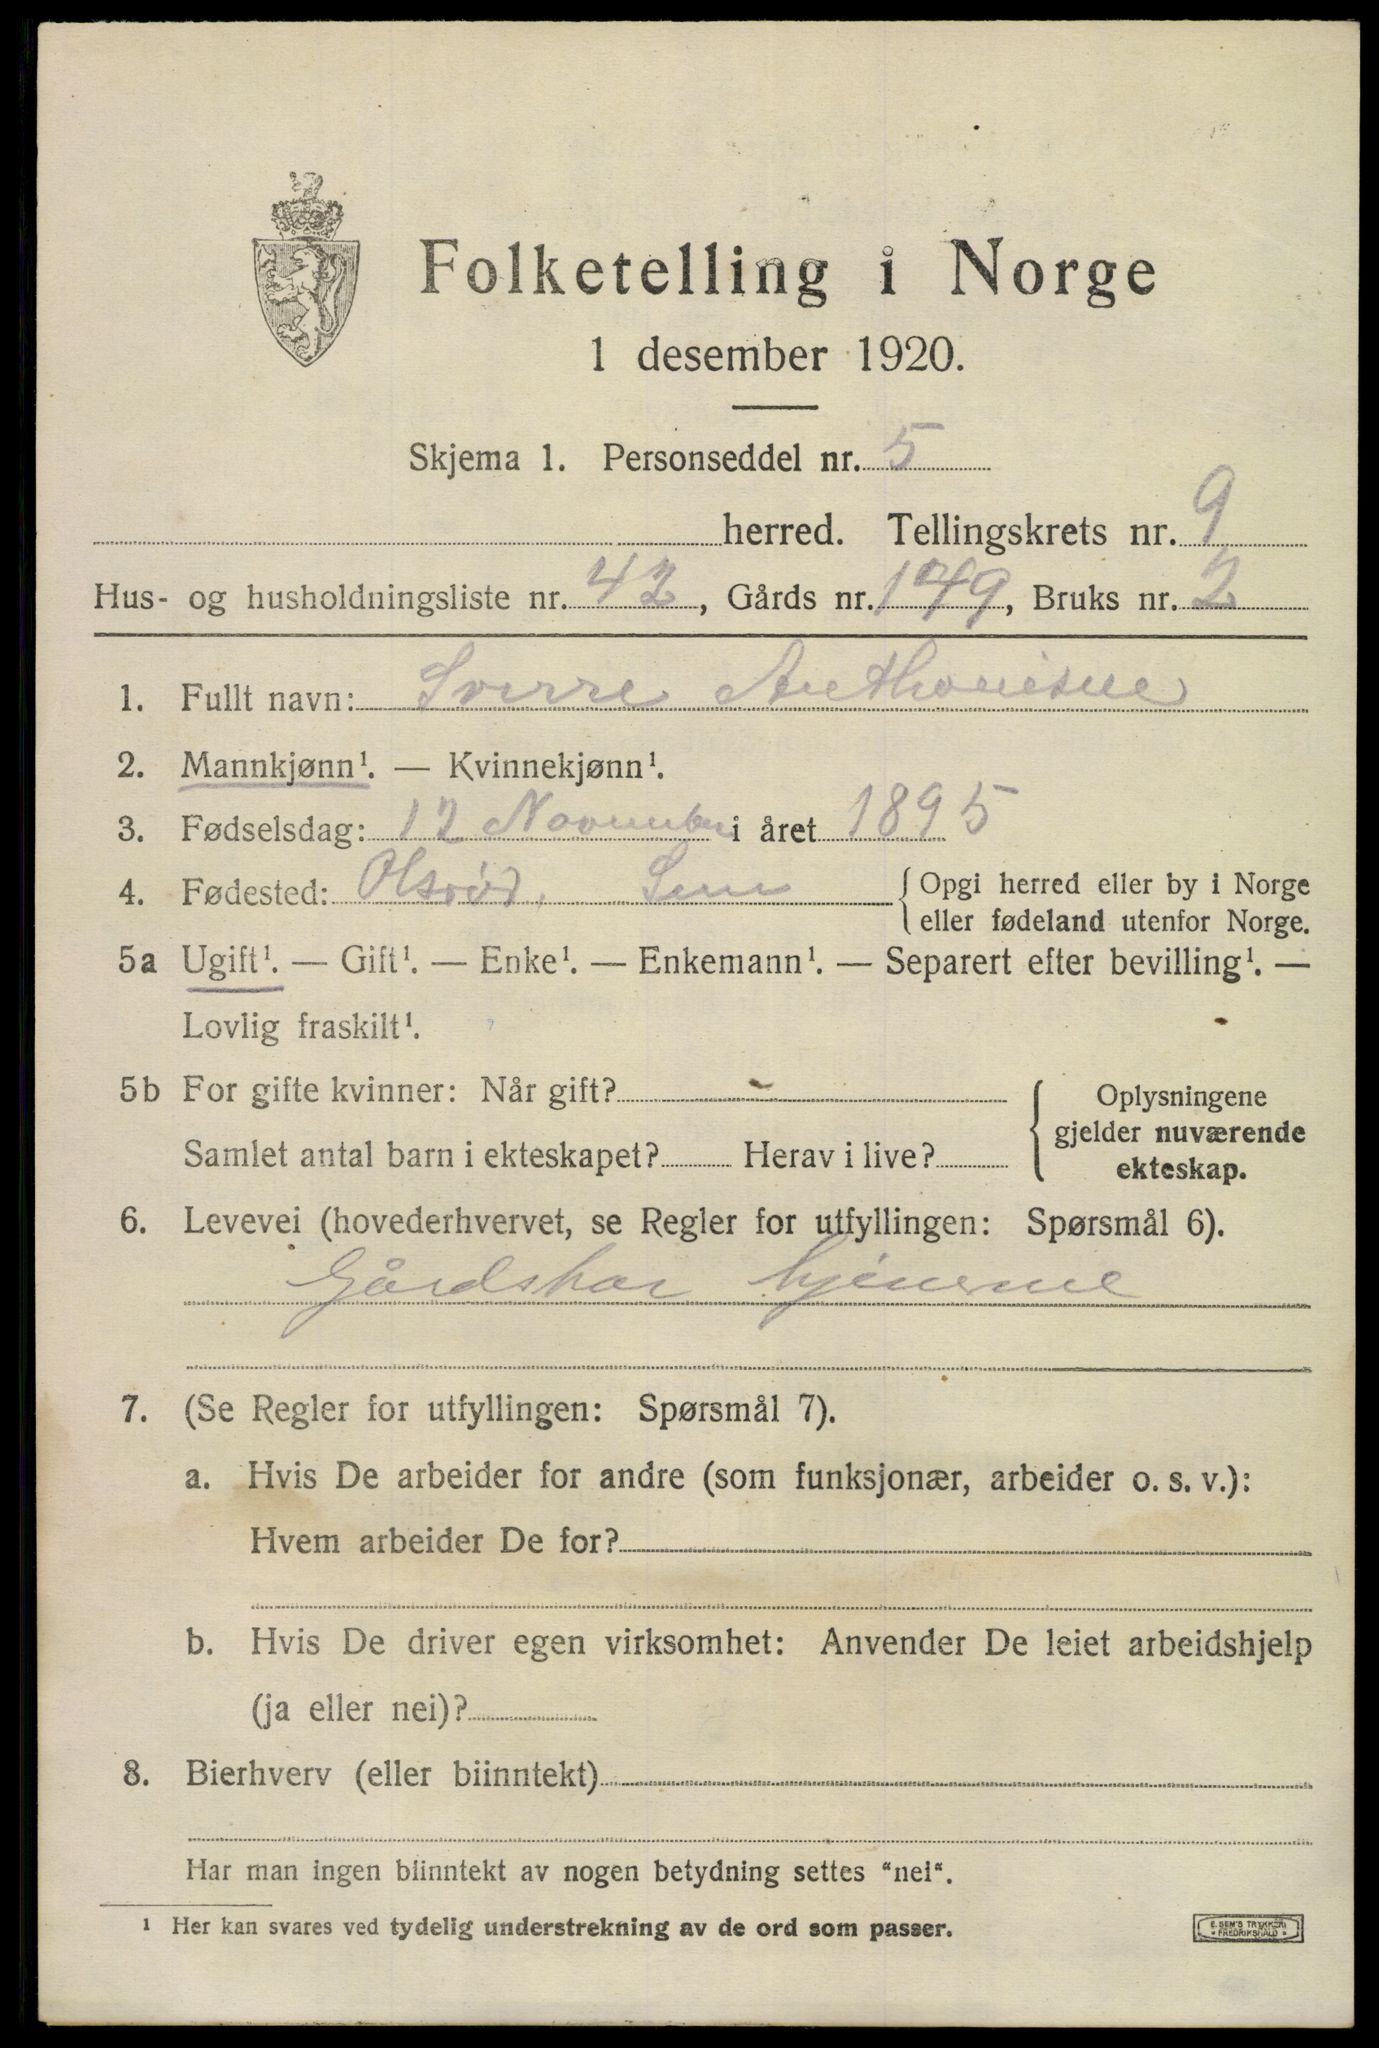 Folketelling i Norge
1 desember 1920.
Skjema 1. Personseddel nr. 5
herred. Tellingskrets nr. 9
Hus- og husholdningsliste nr. 42, Gårds nr. 149, Bruks nr. 2
1. Fullt navn: Sverre Anthonisen
2. Mannkjønn¹. — Kvinnekjønn¹.
3. Fødselsdag: 12 November i året 1895
4. Fødested: Olsrød, Sem {Opgi herred eller by i Norge
eller fødeland utenfor Norge.
5a Ugift¹. — Gift¹. — Enke¹. — Enkemann¹. — Separert efter bevilling¹. —
Lovlig fraskilt¹.
5b For gifte kvinner: Når gift? { Oplysningene
gjelder nuværende
Samlet antal barn i ekteskapet? Herav i live?
ekteskap.
6. Levevei (hovederhvervet, se Regler for utfyllingen: Spørsmål 6).
Gårdskar hjemme
7. (Se Regler for utfyllingen: Spørsmål 7).
a. Hvis De arbeider for andre (som funksjonær, arbeider o. s. v.):
Hvem arbeider De for?
b. Hvis De driver egen virksomhet: Anvender De leiet arbeidshjelp
(ja eller nei)?
8. Bierhverv (eller biinntekt)
Har man ingen biinntekt av nogen betydning settes "nei".
¹ Her kan svares ved tydelig understrekning av de ord som passer.
E. SEM'S TRYKKERI
FREDRIKSHALD